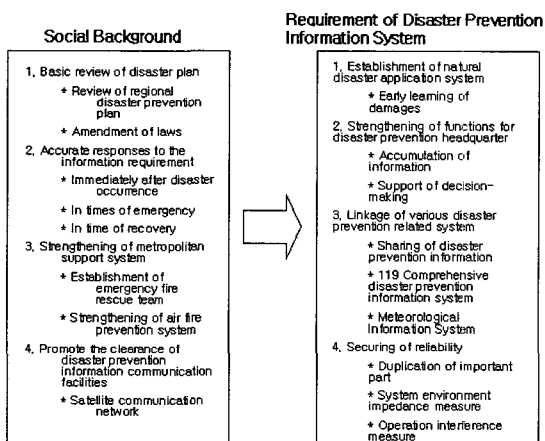 Social Background
1. Basic review of disaster plan
* Review of regional
disaster prevention
plan
* Amendment of laws
2. Accurate responses to the
information requirement
* Immediately after disaster
occurrence
* In times of emergency
* In time of recovery
3. Strengthening of metropolitan
support system
* Establishment of
emergency fire
rescue team
* Strengthening of air fire
prevention system
4. Promote the clearance of
disaster prevention
information communication
facilities
* Satellite communication
network
Requirement of Disaster Prevention
Information System
1. Establishment of natural
disaster application system
* Early learning of
damages
2. Strengthening of functions for
disaster prevention headquarter
* Accumulation of
information
* Support of decision-
making
3. Linkage of various disaster
prevention related system
* Sharing of disaster
prevention information
* 119 Comprehensive
disaster prevention
information system
* Meteorological
Information System
4. Securing of reliability
* Duplication of important
part
* System environment
impedance measure
* Operation interference
measure